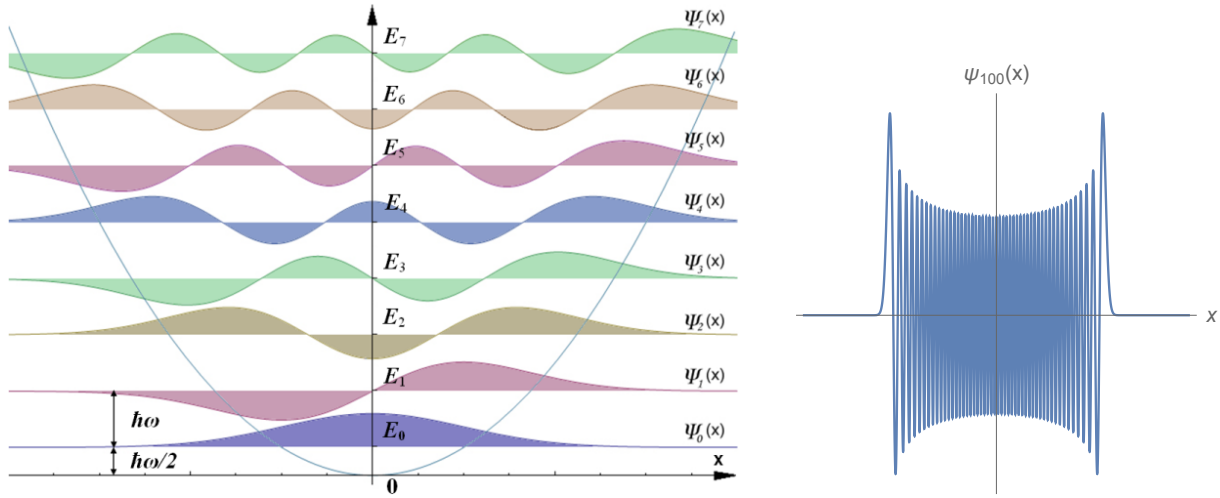 E₇ Ψ₇(x)
E₆ Ψ₆(x)
E₅ Ψ₅(x)
E₄ Ψ₄(x)
E₃ Ψ₃(x)
E₂ Ψ₂(x)
E₁ Ψ₁(x)
E₀ Ψ₀(x)
ħω
ħω/2
x
0
ψ₁₀₀(x)
x